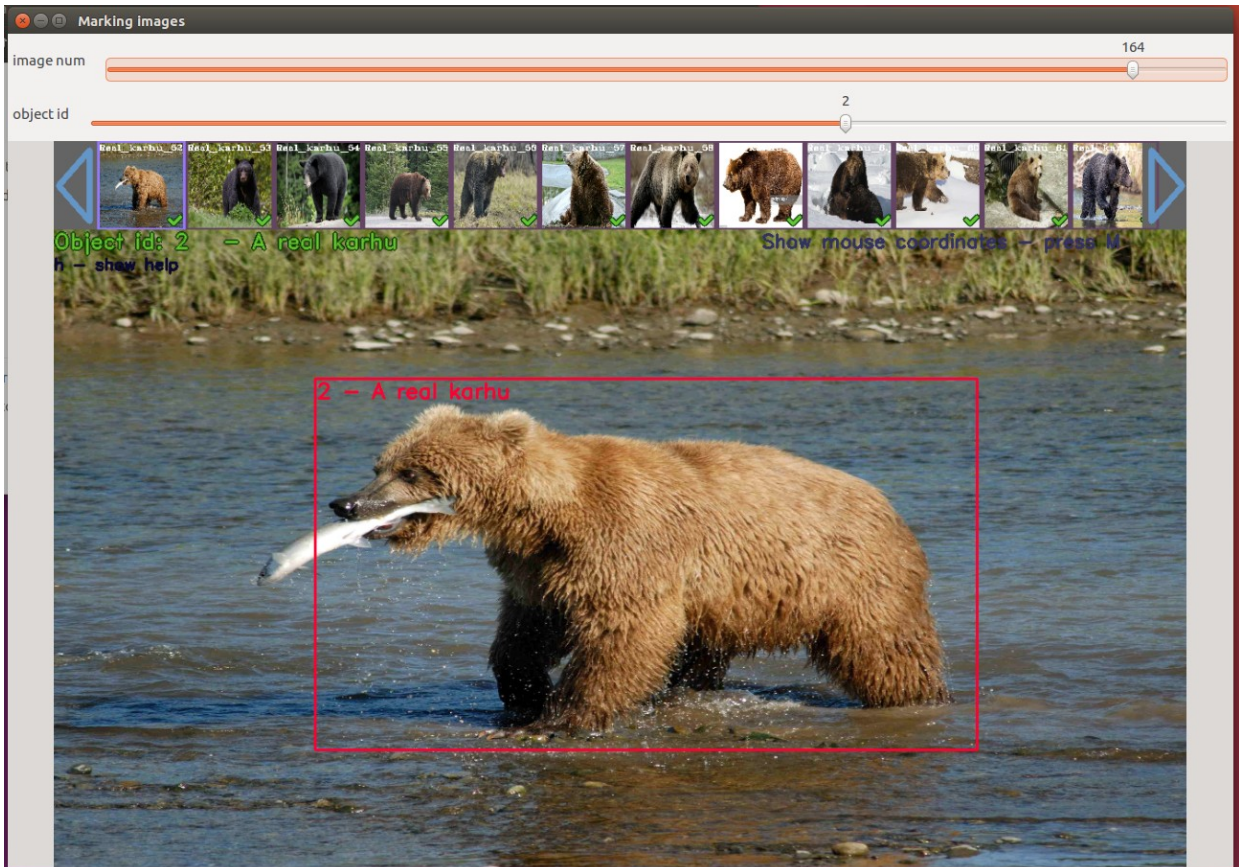 Marking images
164
image num
2
object id
Real_karhu_52 Real_karhu_53 Real_karhu_54 Real_karhu_55 Real_karhu_57 Real_karhu_58
Object id: 2 - A real karhu
Show mouse coordinates - press M
h - show help
2 - A real karhu